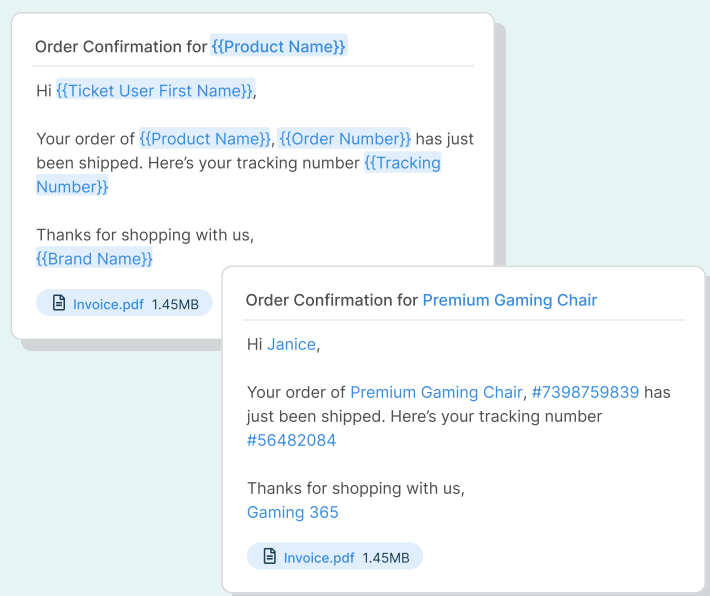 Order Confirmation for {{Product Name}}
Hi {{Ticket User First Name}},
Your order of {{Product Name}}, {{Order Number}} has just
been shipped. Here’s your tracking number {{Tracking
Number}}
Thanks for shopping with us,
{{Brand Name}}
Invoice.pdf 1.45MB
Order Confirmation for Premium Gaming Chair
Hi Janice,
Your order of Premium Gaming Chair, #7398759839 has
just been shipped. Here’s your tracking number
#56482084
Thanks for shopping with us,
Gaming 365
Invoice.pdf 1.45MB